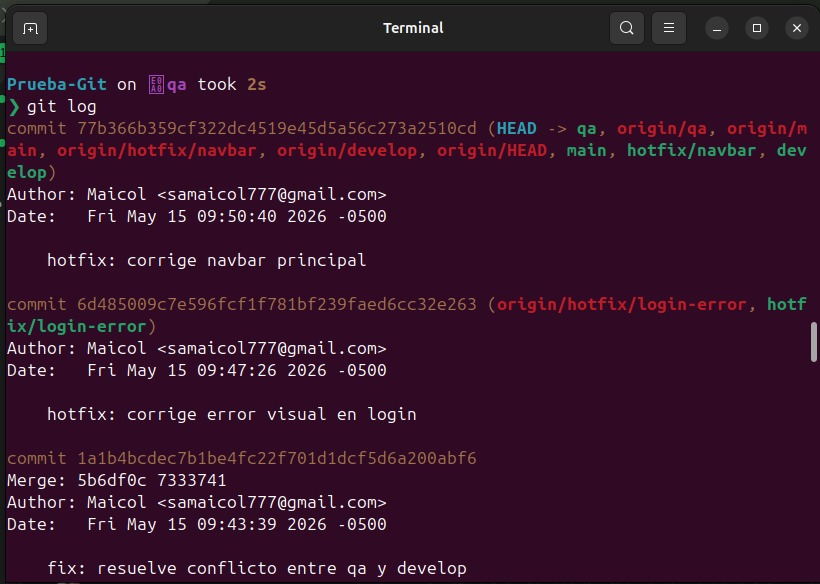 Terminal
Prueba-Git on qa took 2s
❯ git log
commit 77b366b359cf322dc4519e45d5a56c273a2510cd (HEAD -> qa, origin/qa, origin/m
ain, origin/hotfix/navbar, origin/develop, origin/HEAD, main, hotfix/navbar, dev
elop)
Author: Maicol <samaicol777@gmail.com>
Date:   Fri May 15 09:50:40 2026 -0500
    hotfix: corrige navbar principal
commit 6d485009c7e596fcf1f781bf239faed6cc32e263 (origin/hotfix/login-error, hotf
ix/login-error)
Author: Maicol <samaicol777@gmail.com>
Date:   Fri May 15 09:47:26 2026 -0500
    hotfix: corrige error visual en login
commit 1a1b4bcdec7b1be4fc22f701d1dcf5d6a200abf6
Merge: 5b6df0c 7333741
Author: Maicol <samaicol777@gmail.com>
Date:   Fri May 15 09:43:39 2026 -0500
    fix: resuelve conflicto entre qa y develop